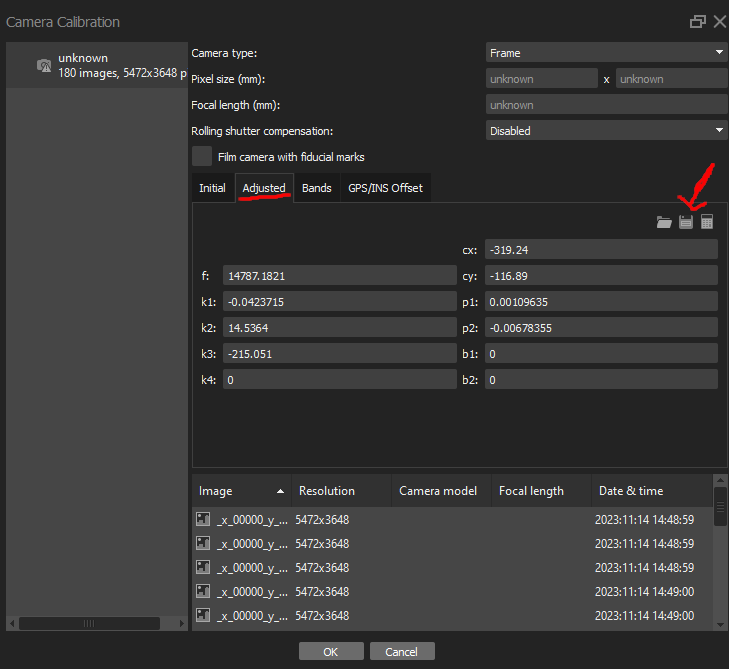 Camera Calibration
unknown
180 images, 5472x3648 p
Camera type: Frame
Pixel size (mm): unknown x unknown
Focal length (mm): unknown
Rolling shutter compensation: Disabled
Film camera with fiducial marks
Initial Adjusted Bands GPS/INS Offset
cx: -319.24
f: 14787.1821 cy: -116.89
k1: -0.0423715 p1: 0.00109635
k2: 14.5364 p2: -0.00678355
k3: -215.051 b1: 0
k4: 0 b2: 0
Image Resolution Camera model Focal length Date & time
_x_00000_y_... 5472x3648 2023:11:14 14:48:59
_x_00000_y_... 5472x3648 2023:11:14 14:48:59
_x_00000_y_... 5472x3648 2023:11:14 14:48:59
_x_00000_y_... 5472x3648 2023:11:14 14:49:00
_x_00000_y_... 5472x3648 2023:11:14 14:49:00
OK Cancel